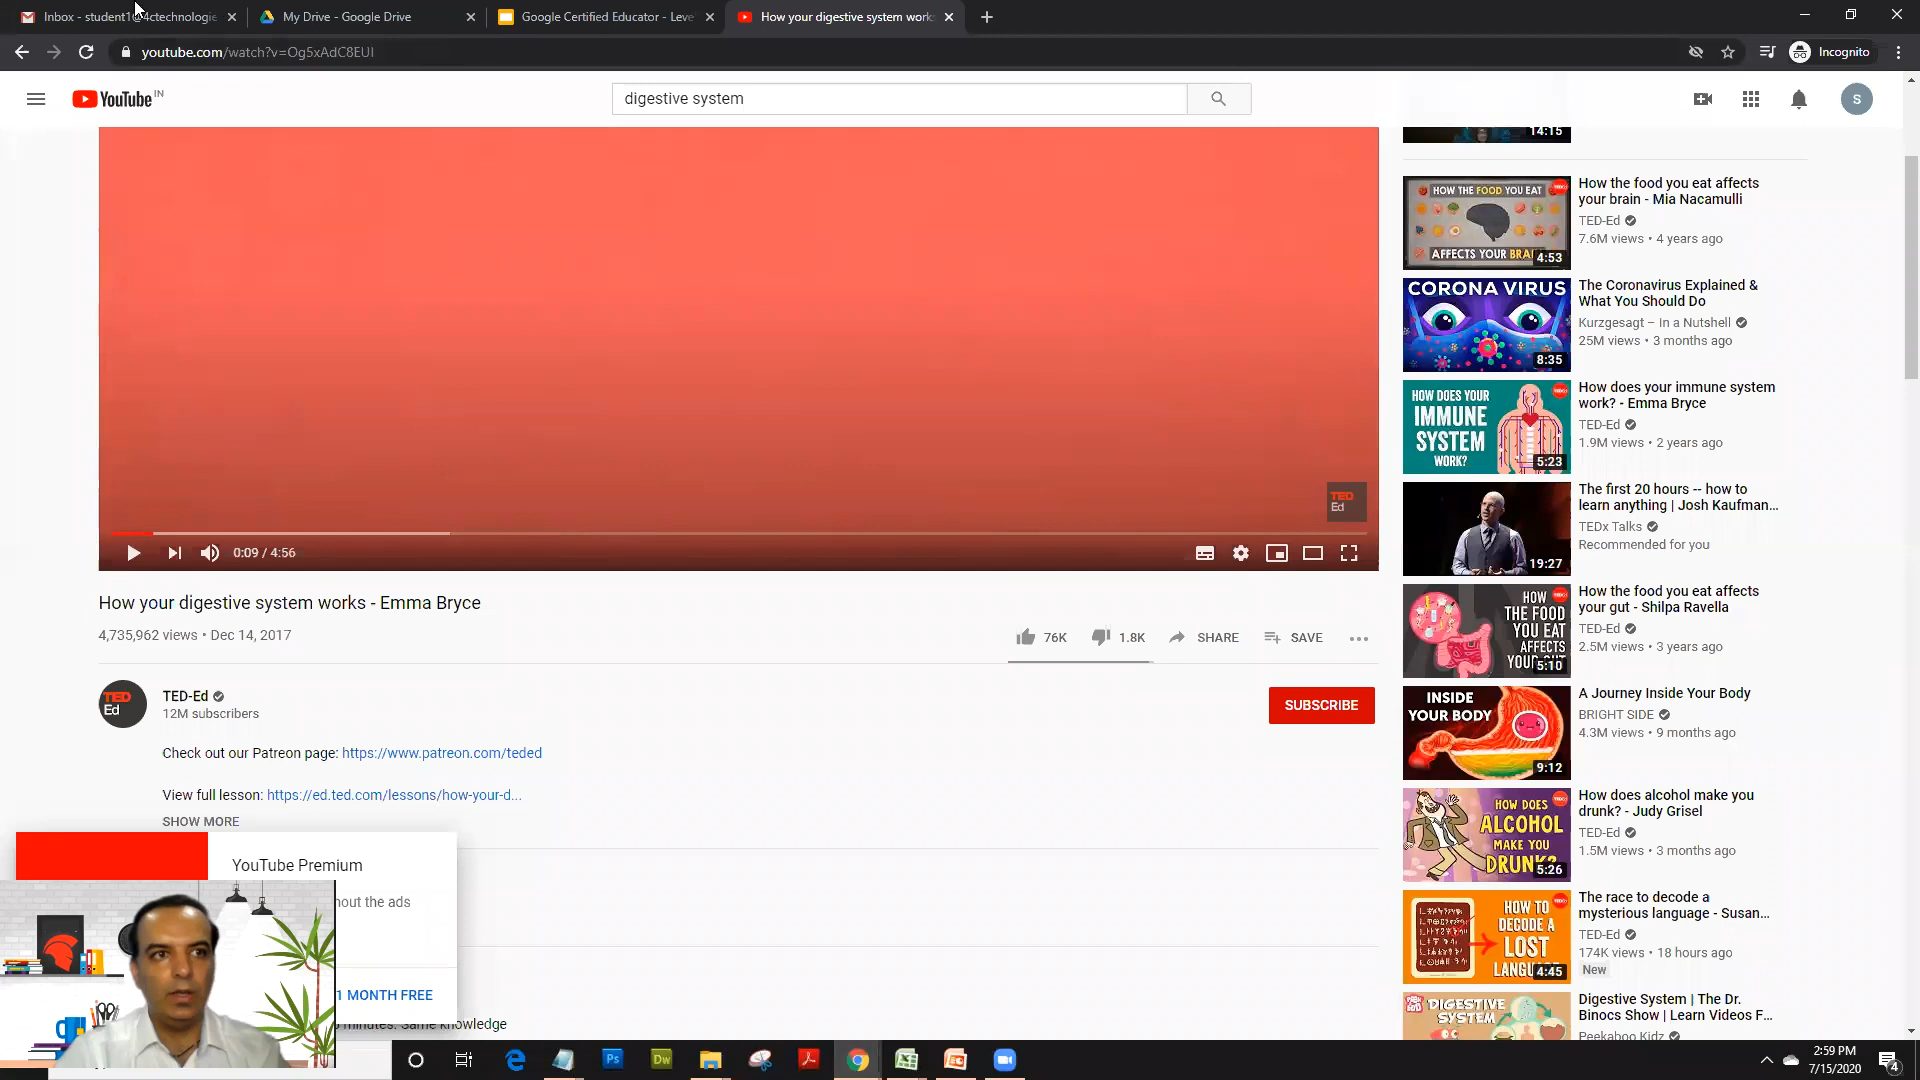 Inbox - student1@4ctechnologie
My Drive - Google Drive
Google Certified Educator - Leve
How your digestive system work
youtube.com/watch?v=Og5xAdC8EUI
Incognito
YouTube IN
digestive system
S
14:15
HOW THE FOOD YOU EAT
AFFECTS YOUR BRAI
4:53
How the food you eat affects
your brain - Mia Nacamulli
TED-Ed
7.6M views • 4 years ago
CORONA VIRUS
8:35
The Coronavirus Explained &
What You Should Do
Kurzgesagt – In a Nutshell
25M views • 3 months ago
HOW DOES YOUR
IMMUNE
SYSTEM
WORK?
5:23
How does your immune system
work? - Emma Bryce
TED-Ed
1.9M views • 2 years ago
19:27
The first 20 hours -- how to
learn anything | Josh Kaufman...
TEDx Talks
Recommended for you
HOW
THE FOOD
YOU EAT
AFFECTS
YOUR GUT
5:10
How the food you eat affects
your gut - Shilpa Ravella
TED-Ed
2.5M views • 3 years ago
INSIDE
YOUR BODY
9:12
A Journey Inside Your Body
BRIGHT SIDE
4.3M views • 9 months ago
HOW DOES
ALCOHOL
MAKE YOU
DRUNK?
5:26
How does alcohol make you
drunk? - Judy Grisel
TED-Ed
1.5M views • 3 months ago
HOW TO
DECODE A
LOST
LANGUA
4:45
The race to decode a
mysterious language - Susan...
TED-Ed
174K views • 18 hours ago
New
DIGESTIVE
SYSTEM
Digestive System | The Dr.
Binocs Show | Learn Videos F...
Peekaboo Kidz
TED
Ed
0:09 / 4:56
How your digestive system works - Emma Bryce
4,735,962 views • Dec 14, 2017
76K
1.8K
SHARE
SAVE
TED
Ed
TED-Ed
12M subscribers
SUBSCRIBE
Check out our Patreon page: https://www.patreon.com/teded
View full lesson: https://ed.ted.com/lessons/how-your-d...
SHOW MORE
YouTube Premium
hout the ads
1 MONTH FREE
minutes. Same knowledge
Ps
Dw
2:59 PM
7/15/2020
4